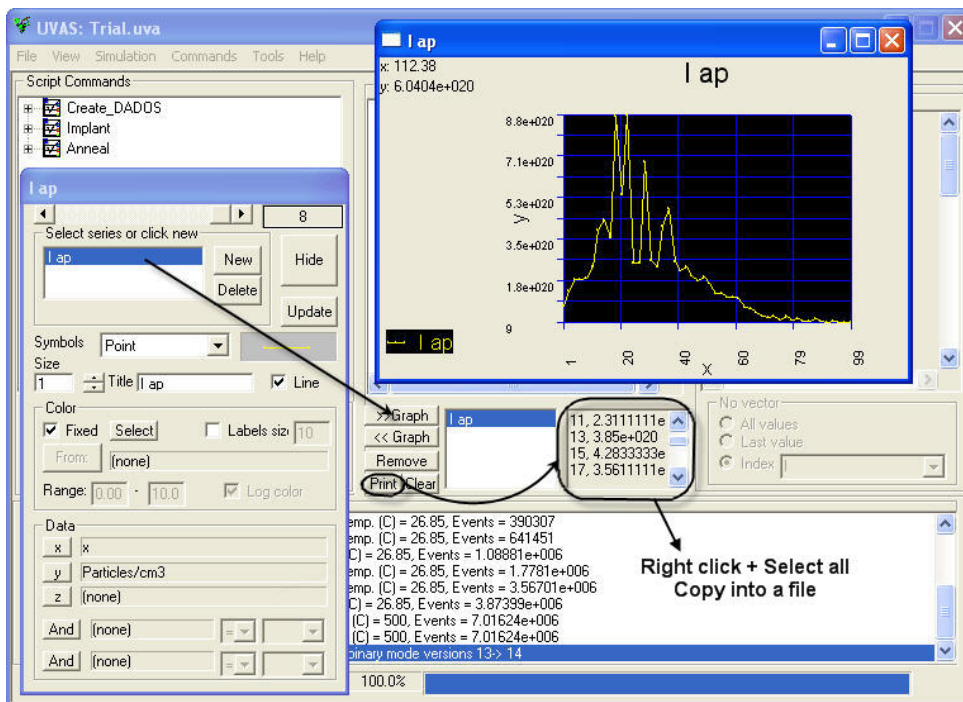 UVAS: Trial.uva
File View Simulation Commands Tools Help
Script Commands
Create_DADOS
Implant
Anneal
I ap
x: 112.38
y: 6.0404e+020
I ap
8.8e+020
7.1e+020
5.3e+020
3.5e+020
1.8e+020
9
Y
1 20 40 60 79 99
X
I ap
I ap
8
Select series or click new
I ap
New
Delete
Hide
Update
Symbols Point
Size
1 Title I ap Line
Color
Fixed Select Labels siz 10
From: (none)
Range: 0.00 - 10.0 Log color
Data
x x
y Particles/cm3
z (none)
And (none) =
And (none) =
>>Graph
<< Graph
Remove
Print Clear
I ap
11, 2.3111111e
13, 3.85e+020
15, 4.2833333e
17, 3.5611111e
No vector
All values
Last value
Index I
emp. (C) = 26.85, Events = 390307
emp. (C) = 26.85, Events = 641451
C) = 26.85, Events = 1.08881e+006
emp. (C) = 26.85, Events = 1.7781e+006
emp. (C) = 26.85, Events = 3.56701e+006
C) = 26.85, Events = 3.87399e+006
(C) = 500, Events = 7.01624e+006
(C) = 500, Events = 7.01624e+006
binary mode versions 13-> 14
Right click + Select all
Copy into a file
100.0%